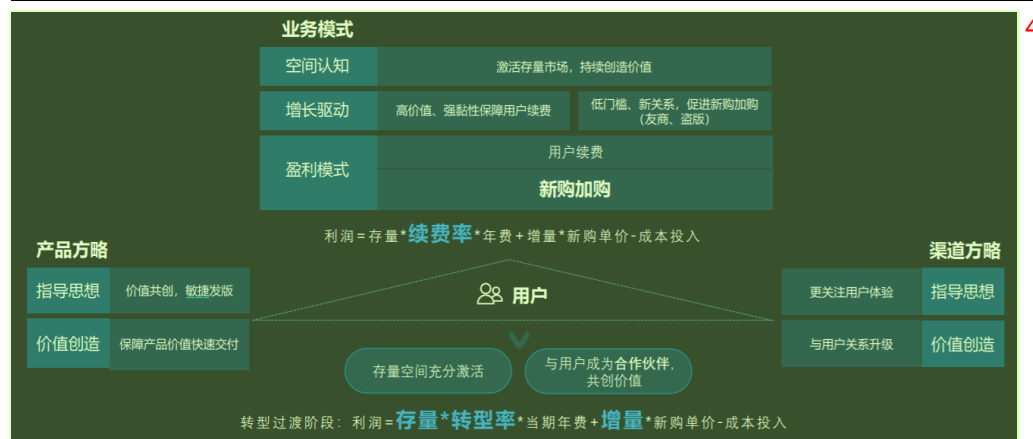 业务模式
空间认知
激活存量市场，持续创造价值
增长驱动
高价值、强黏性保障用户续费
低门槛、新关系，促进新购加购
（友商、盗版）
盈利模式
用户续费
新购加购
利润=存量*续费率*年费+增量*新购单价-成本投入
产品方略
指导思想
价值共创，敏捷发版
价值创造
保障产品价值快速交付
用户
渠道方略
更关注用户体验
指导思想
与用户关系升级
价值创造
存量空间充分激活
与用户成为合作伙伴，
共创价值
转型过渡阶段：利润=存量*转型率*当期年费+增量*新购单价-成本投入